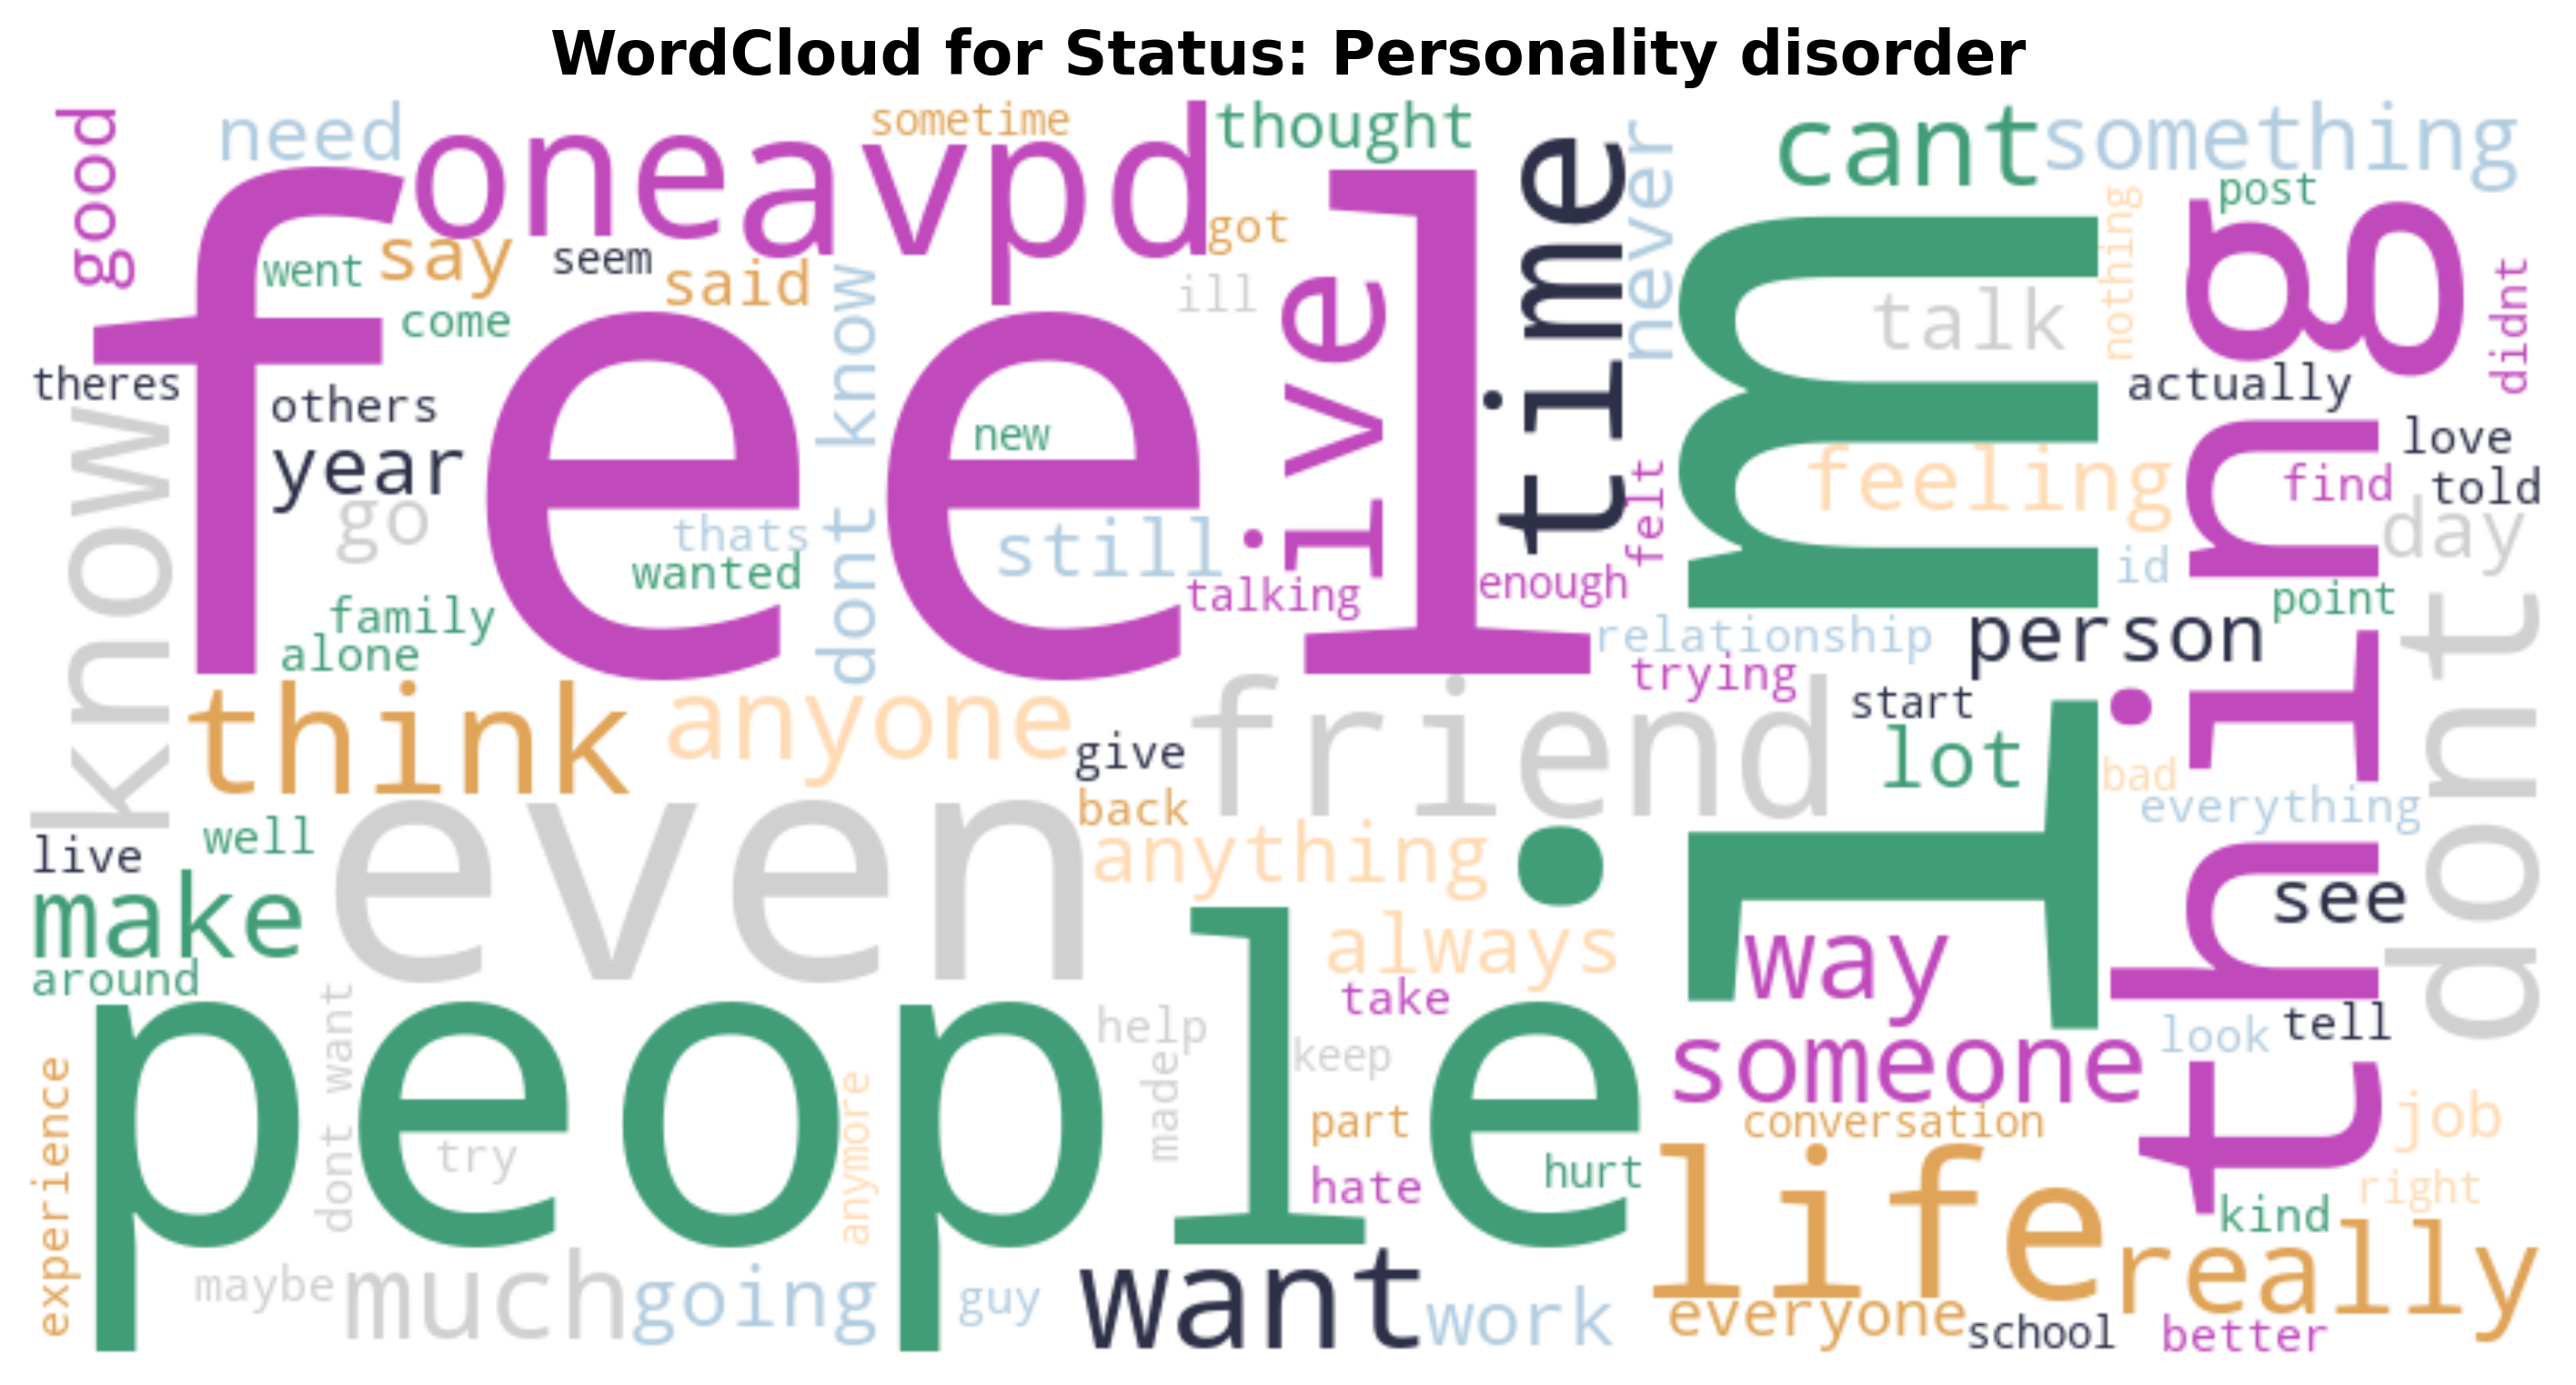 WordCloud for Status: Personality disorder
good
need
one
avpd
sometime
thought
time
never
cant
something
post
nothing
thing
didnt
feel
went
say
seem
said
come
got
ill
ive
im
talk
actually
love
find
told
theres
others
year
know
go
dont know
new
thats
wanted
still
talking
enough
felt
feeling
id
day
point
dont
family
alone
relationship
trying
person
start
think
anyone
give
back
friend
lot
bad
everything
live
well
even
anything
make
around
always
see
way
take
people
help
made
keep
someone
look
tell
experience
dont want
try
anymore
part
hate
hurt
conversation
job
life
right
kind
really
maybe
much
going
guy
want
work
everyone
school
better